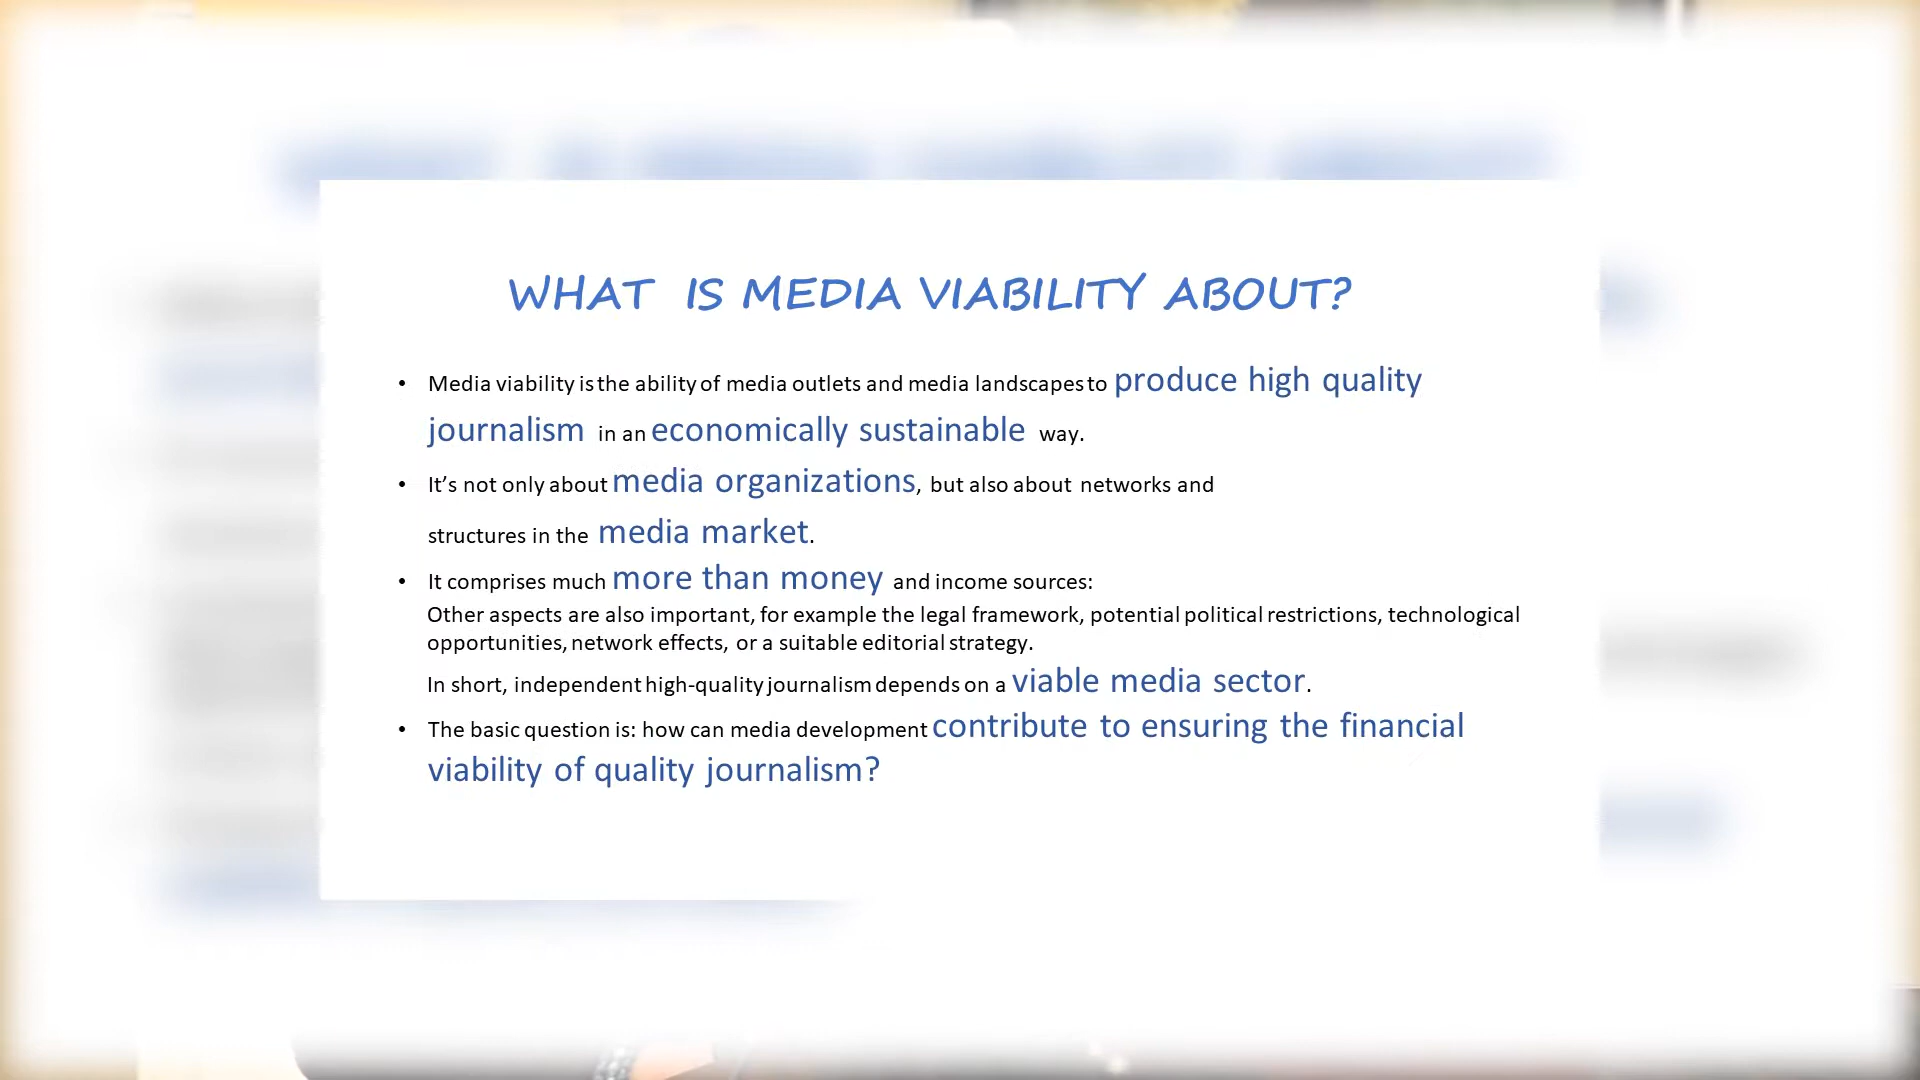 WHAT IS MEDIA VIABILITY ABOUT?
• Media viability is the ability of media outlets and media landscapes to produce high quality
journalism in an economically sustainable way.
• It’s not only about media organizations, but also about networks and
structures in the media market.
• It comprises much more than money and income sources:
Other aspects are also important, for example the legal framework, potential political restrictions, technological
opportunities, network effects, or a suitable editorial strategy.
In short, independent high-quality journalism depends on a viable media sector.
• The basic question is: how can media development contribute to ensuring the financial
viability of quality journalism?